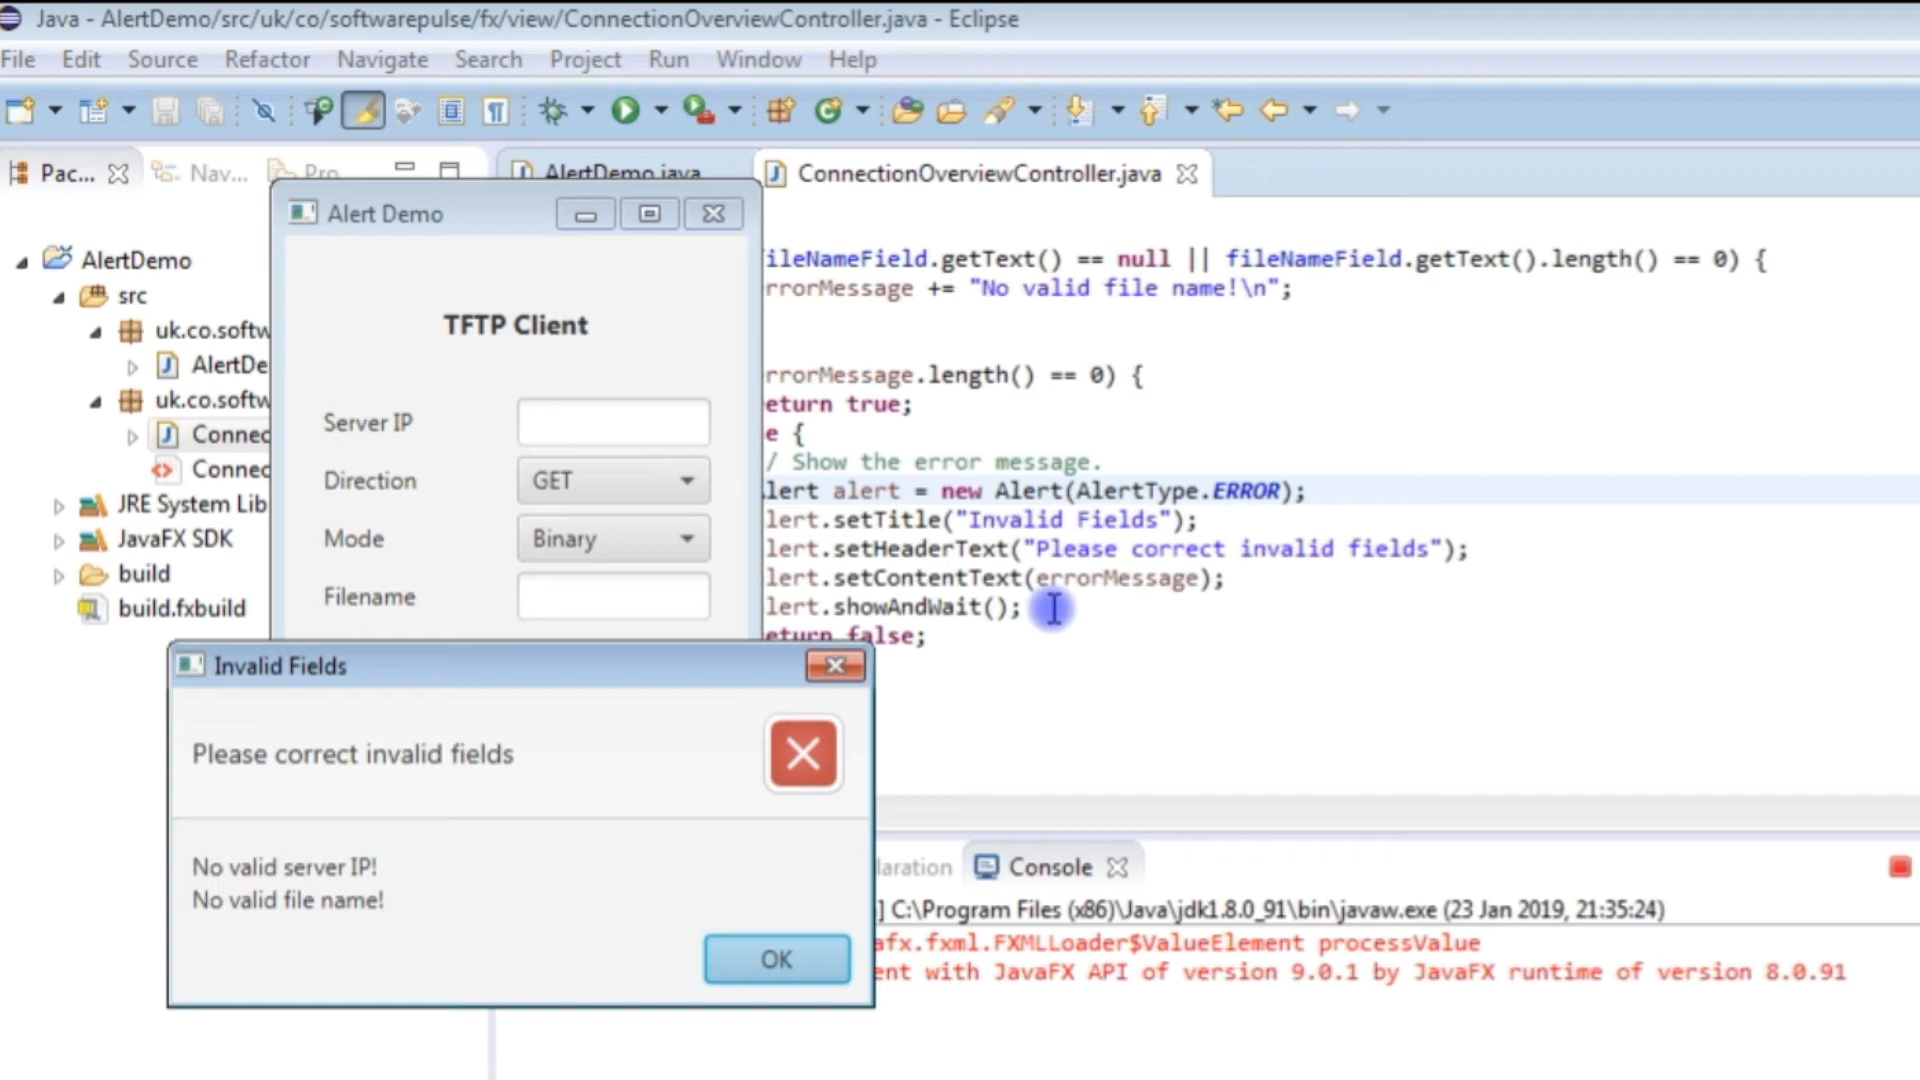 Java - AlertDemo/src/uk/co/softwarepulse/fx/view/ConnectionOverviewController.java - Eclipse
File Edit Source Refactor Navigate Search Project Run Window Help
Pac... Nav... Pro
AlertDemo.java ConnectionOverviewController.java
AlertDemo
src
uk.co.softw
AlertDe
uk.co.softw
Connec
Connec
JRE System Lib
JavaFX SDK
build
build.fxbuild
Alert Demo
TFTP Client
Server IP
Direction GET
Mode Binary
Filename
ileNameField.getText() == null || fileNameField.getText().length() == 0) {
rrorMessage += "No valid file name!\n";
rrorMessage.length() == 0) {
eturn true;
e {
/ Show the error message.
lert alert = new Alert(AlertType.ERROR);
lert.setTitle("Invalid Fields");
lert.setHeaderText("Please correct invalid fields");
lert.setContentText(errorMessage);
lert.showAndWait();
eturn false;
Invalid Fields
Please correct invalid fields
No valid server IP!
No valid file name!
OK
laration Console
] C:\Program Files (x86)\Java\jdk1.8.0_91\bin\javaw.exe (23 Jan 2019, 21:35:24)
afx.fxml.FXMLLoader$ValueElement processValue
ent with JavaFX API of version 9.0.1 by JavaFX runtime of version 8.0.91